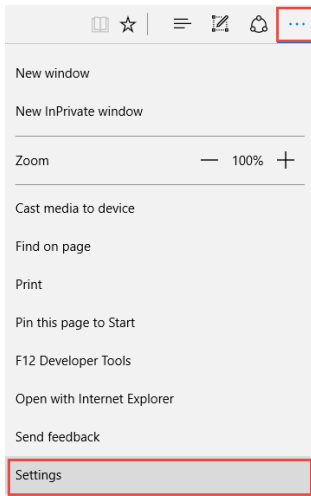 New window
New InPrivate window
Zoom — 100% +
Cast media to device
Find on page
Print
Pin this page to Start
F12 Developer Tools
Open with Internet Explorer
Send feedback
Settings